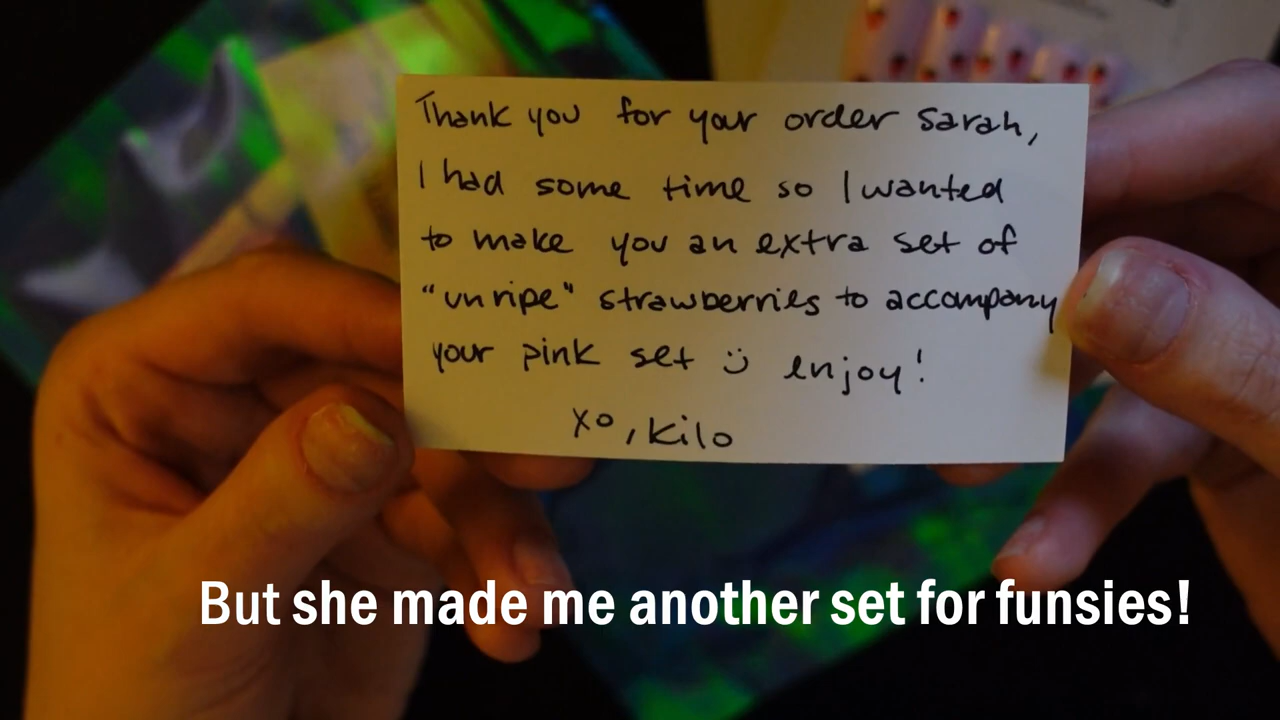 Thank you for your order Sarah,
I had some time so I wanted
to make you an extra set of
"unripe" strawberries to accompany
your pink set :) enjoy!
xo, Kilo
But she made me another set for funsies!